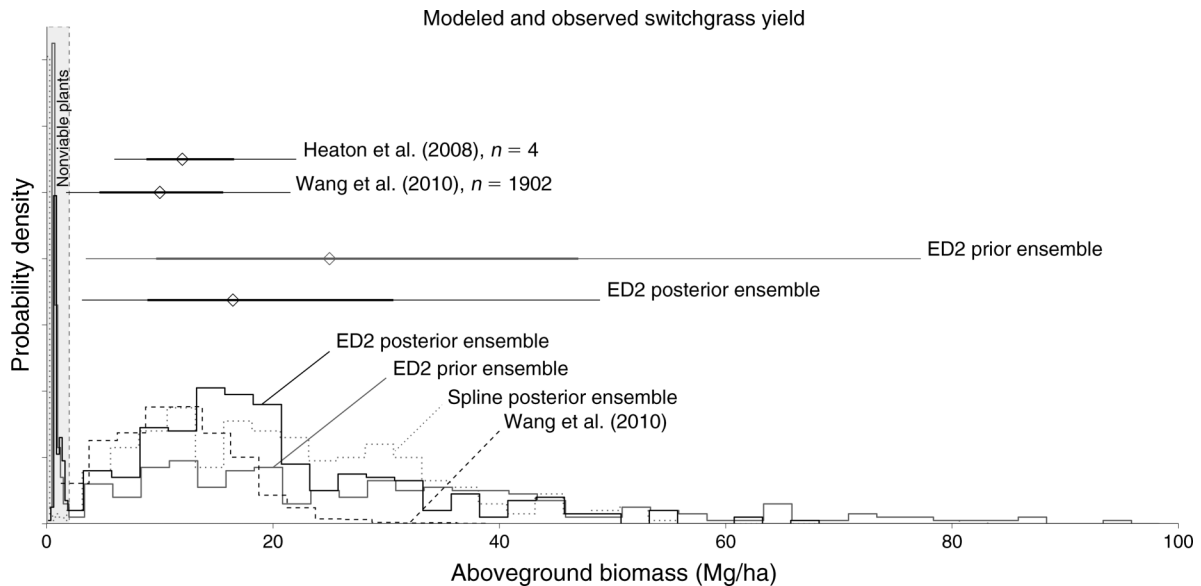 Modeled and observed switchgrass yield
Probability density
Nonviable plants
Heaton et al. (2008), n = 4
Wang et al. (2010), n = 1902
ED2 prior ensemble
ED2 posterior ensemble
ED2 posterior ensemble
ED2 prior ensemble
Spline posterior ensemble
Wang et al. (2010)
0 20 40 60 80 100
Aboveground biomass (Mg/ha)